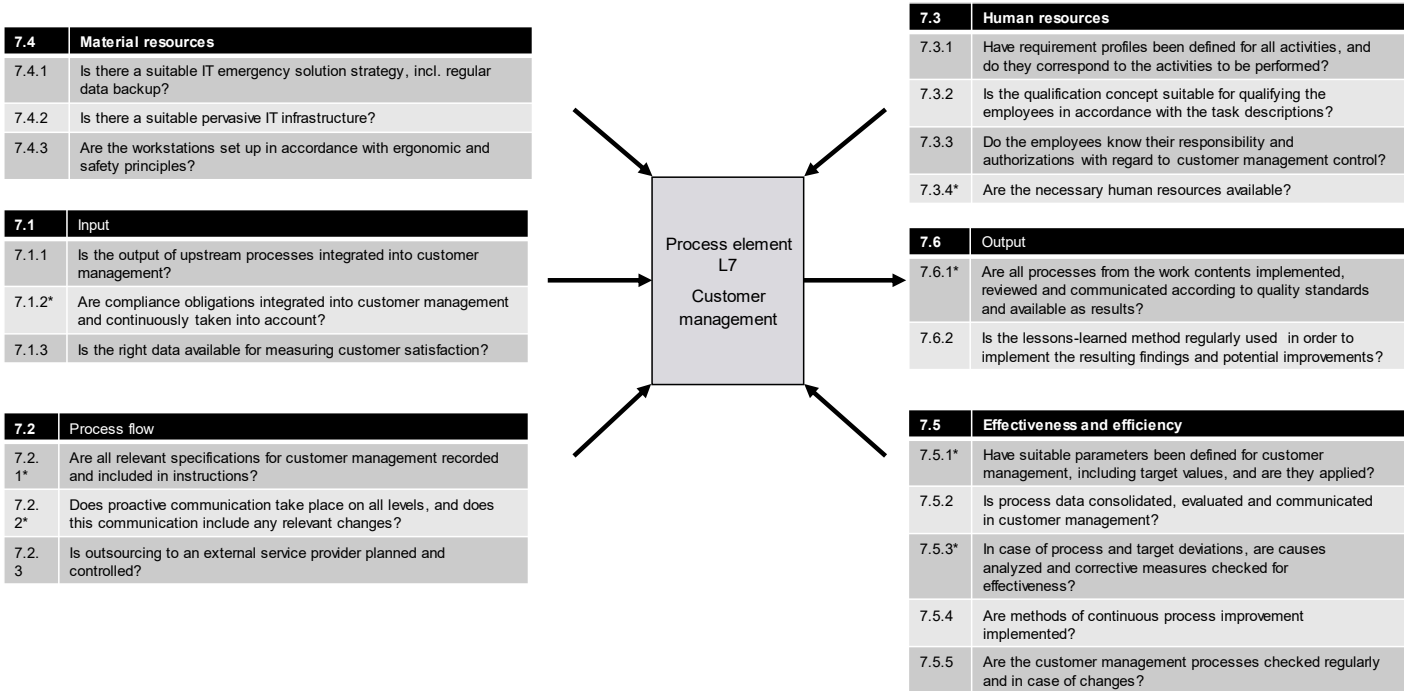 7.4 Material resources
7.4.1 Is there a suitable IT emergency solution strategy, incl. regular
data backup?
7.4.2 Is there a suitable pervasive IT infrastructure?
7.4.3 Are the workstations set up in accordance with ergonomic and
safety principles?
7.1 Input
7.1.1 Is the output of upstream processes integrated into customer
management?
7.1.2* Are compliance obligations integrated into customer management
and continuously taken into account?
7.1.3 Is the right data available for measuring customer satisfaction?
7.2 Process flow
7.2.
1* Are all relevant specifications for customer management recorded
and included in instructions?
7.2.
2* Does proactive communication take place on all levels, and does
this communication include any relevant changes?
7.2.
3 Is outsourcing to an external service provider planned and
controlled?
Process element
L7
Customer
management
7.3 Human resources
7.3.1 Have requirement profiles been defined for all activities, and
do they correspond to the activities to be performed?
7.3.2 Is the qualification concept suitable for qualifying the
employees in accordance with the task descriptions?
7.3.3 Do the employees know their responsibility and
authorizations with regard to customer management control?
7.3.4* Are the necessary human resources available?
7.6 Output
7.6.1* Are all processes from the work contents implemented,
reviewed and communicated according to quality standards
and available as results?
7.6.2 Is the lessons-learned method regularly used in order to
implement the resulting findings and potential improvements?
7.5 Effectiveness and efficiency
7.5.1* Have suitable parameters been defined for customer
management, including target values, and are they applied?
7.5.2 Is process data consolidated, evaluated and communicated
in customer management?
7.5.3* In case of process and target deviations, are causes
analyzed and corrective measures checked for
effectiveness?
7.5.4 Are methods of continuous process improvement
implemented?
7.5.5 Are the customer management processes checked regularly
and in case of changes?